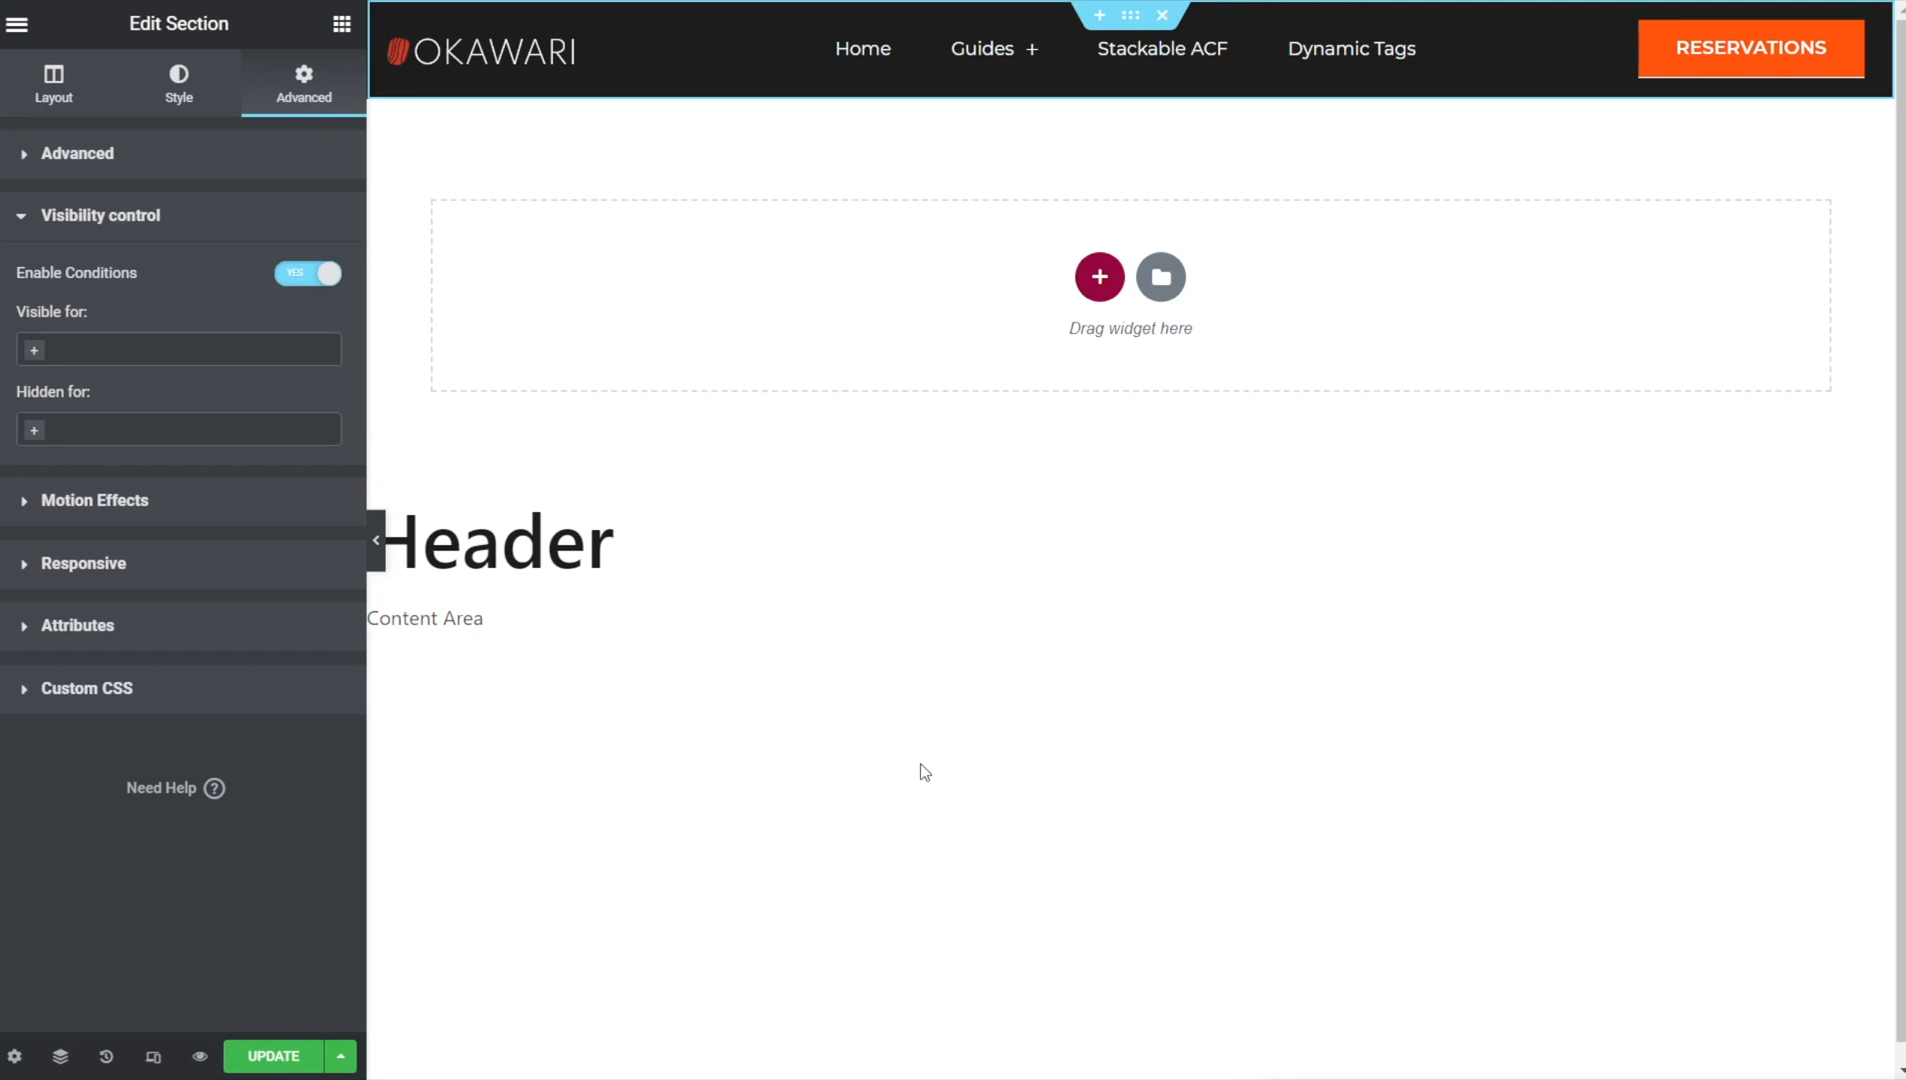 Edit Section
Layout
Style
Advanced
Advanced
Visibility control
Enable Conditions
YES
Visible for:
+
Hidden for:
+
Motion Effects
Responsive
Attributes
Custom CSS
Need Help ?
UPDATE
OKAWARI
Home
Guides +
Stackable ACF
Dynamic Tags
RESERVATIONS
Drag widget here
Header
Content Area